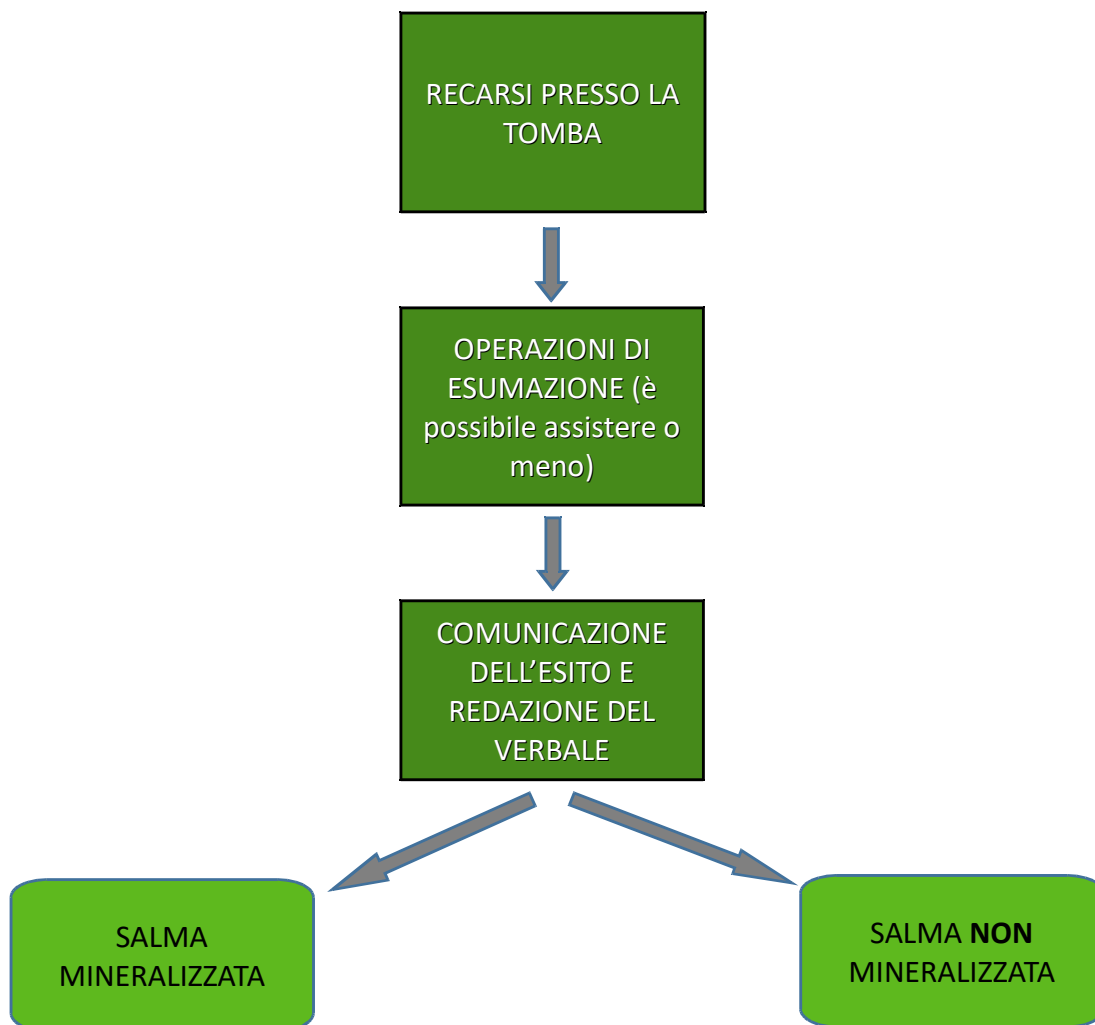 RECARSI PRESSO LA
TOMBA
OPERAZIONI DI
ESUMAZIONE (è
possibile assistere o
meno)
COMUNICAZIONE
DELL’ESITO E
REDAZIONE DEL
VERBALE
SALMA
MINERALIZZATA
SALMA NON
MINERALIZZATA